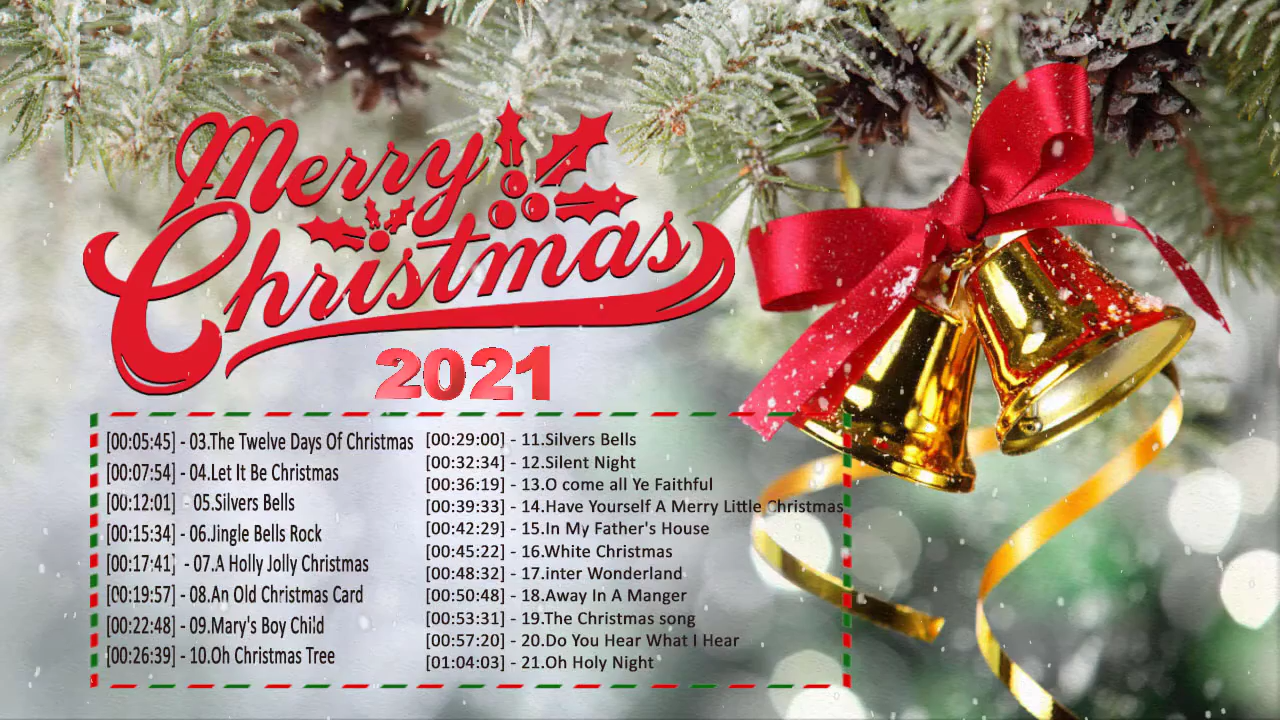 Merry
Christmas
2021
[00:05:45] - 03.The Twelve Days Of Christmas
[00:07:54] - 04.Let It Be Christmas
[00:12:01] - 05.Silvers Bells
[00:15:34] - 06.Jingle Bells Rock
[00:17:41] - 07.A Holly Jolly Christmas
[00:19:57] - 08.An Old Christmas Card
[00:22:48] - 09.Mary's Boy Child
[00:26:39] - 10.Oh Christmas Tree
[00:29:00] - 11.Silvers Bells
[00:32:34] - 12.Silent Night
[00:36:19] - 13.O come all Ye Faithful
[00:39:33] - 14.Have Yourself A Merry Little Christmas
[00:42:29] - 15.In My Father's House
[00:45:22] - 16.White Christmas
[00:48:32] - 17.inter Wonderland
[00:50:48] - 18.Away In A Manger
[00:53:31] - 19.The Christmas song
[00:57:20] - 20.Do You Hear What I Hear
[01:04:03] - 21.Oh Holy Night